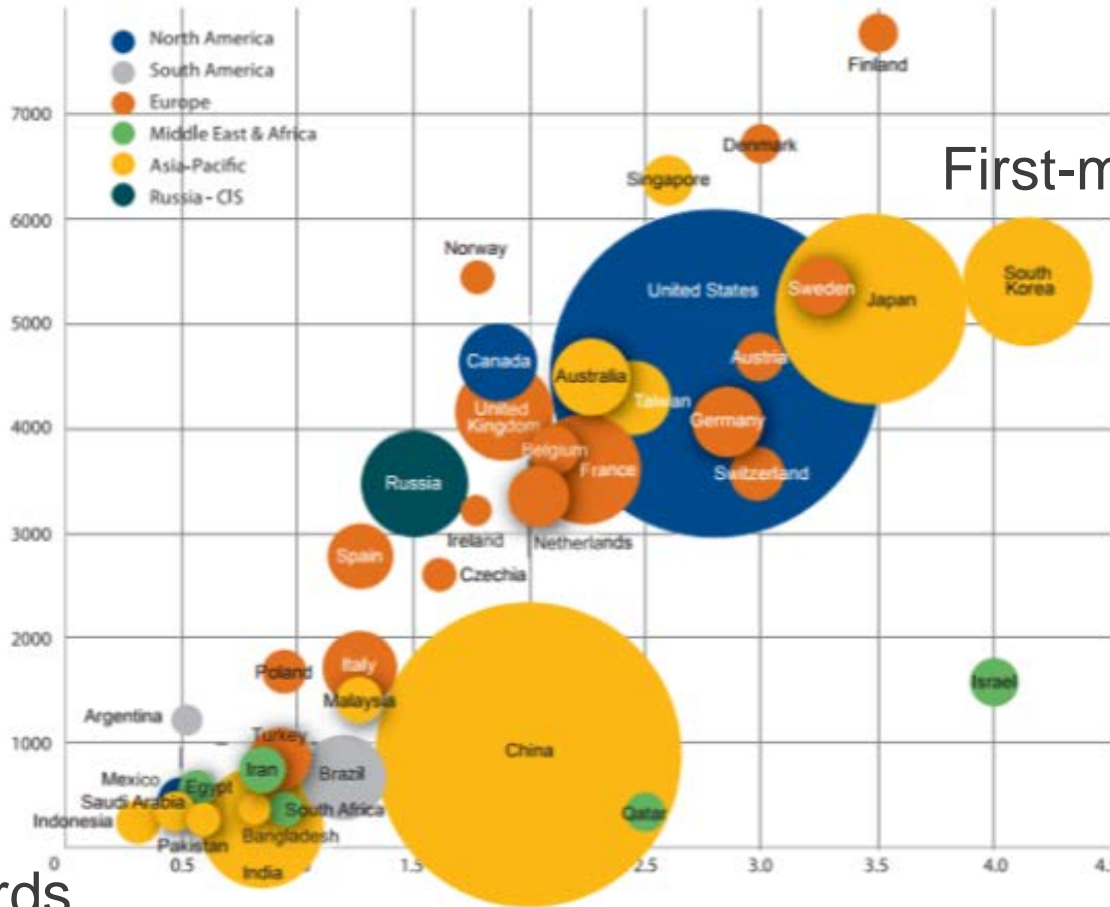 North America
South America
Europe
Middle East & Africa
Asia-Pacific
Russia - CIS
Finland
7000
Denmark
First-m
Singapore
6000
Norway
South
Korea
United States
Sweden
Japan
5000
Canada
Austria
Australia
Taiwan
United
Kingdom
Germany
4000
Belgium
France
Switzerland
Russia
Ireland
Netherlands
3000
Spain
Czechia
2000
Poland
Italy
Israel
Malaysia
Argentina
Turkey
China
1000
Iran
Brazil
Mexico
Egypt
Saudi Arabia
South Africa
Qatar
Indonesia
Bangladesh
Pakistan
India
0 0.5 1.5 2.5 3.0 3.5 4.0 4.
rds